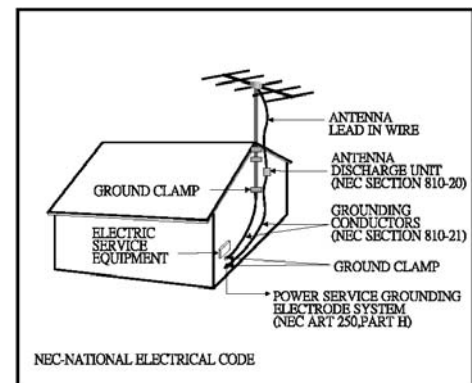 ANTENNA
LEAD IN WIRE
ANTENNA
DISCHARGE UNIT
(NEC SECTION 810-20)
GROUND CLAMP
GROUNDING
CONDUCTORS
(NEC SECTION 810-21)
ELECTRIC
SERVICE
EQUIPMENT
GROUND CLAMP
POWER SERVICE GROUNDING
ELECTRODE SYSTEM
(NEC ART 250,PART H)
NEC-NATIONAL ELECTRICAL CODE